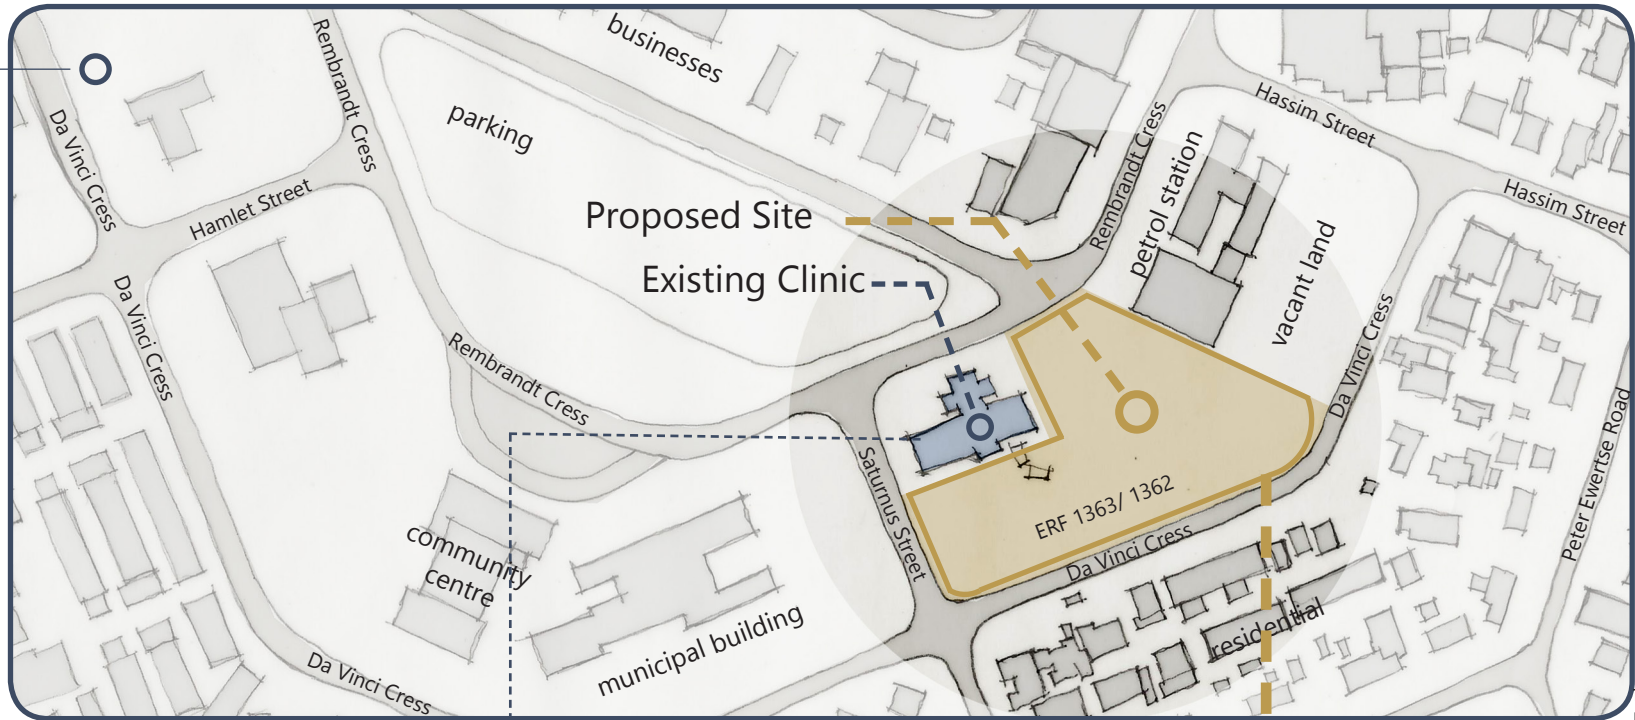 businesses
Rembrandt Cress
Da Vinci Cress
parking
Hassim Street
Rembrandt Cress
petrol station
Hamlet Street
Hassim Street
Proposed Site
Existing Clinic
vacant land
Da Vinci Cress
Da Vinci Cress
Rembrandt Cress
Peter Ewertse Road
Saturnus Street
ERF 1363/ 1362
Da Vinci Cress
community
centre
municipal building
residential
Da Vinci Cress